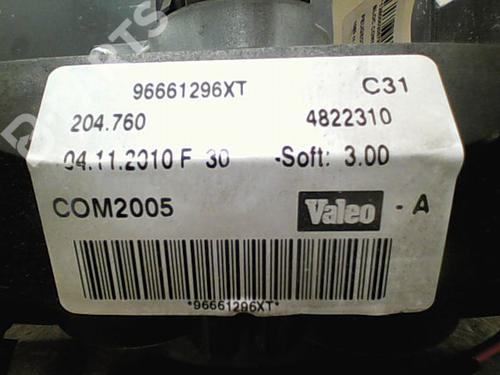 96661296XT C31
204.760 4822310
04.11.2010 F 30 -Soft: 3.00
COM2005 Valeo - A
*96661296XT*